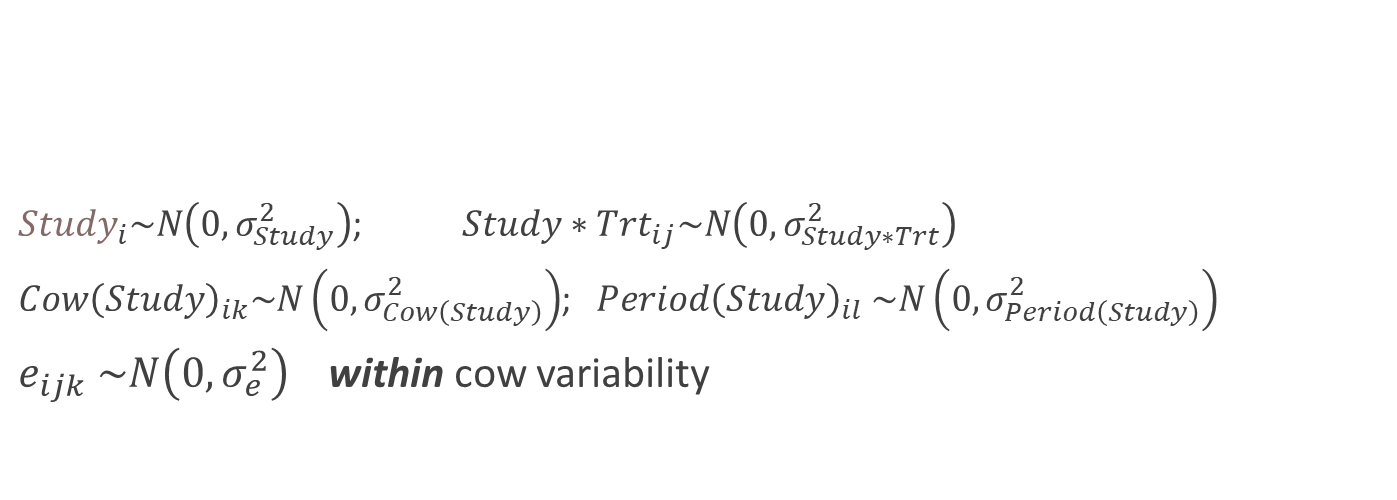 Study_i~N(0, σ²_Study);   Study ∗ Trt_ij~N(0, σ²_Study∗Trt)
Cow(Study)_ik~N(0, σ²_Cow(Study));   Period(Study)_il ~N(0, σ²_Period(Study))
e_ijk ~N(0, σ²_e)   within cow variability